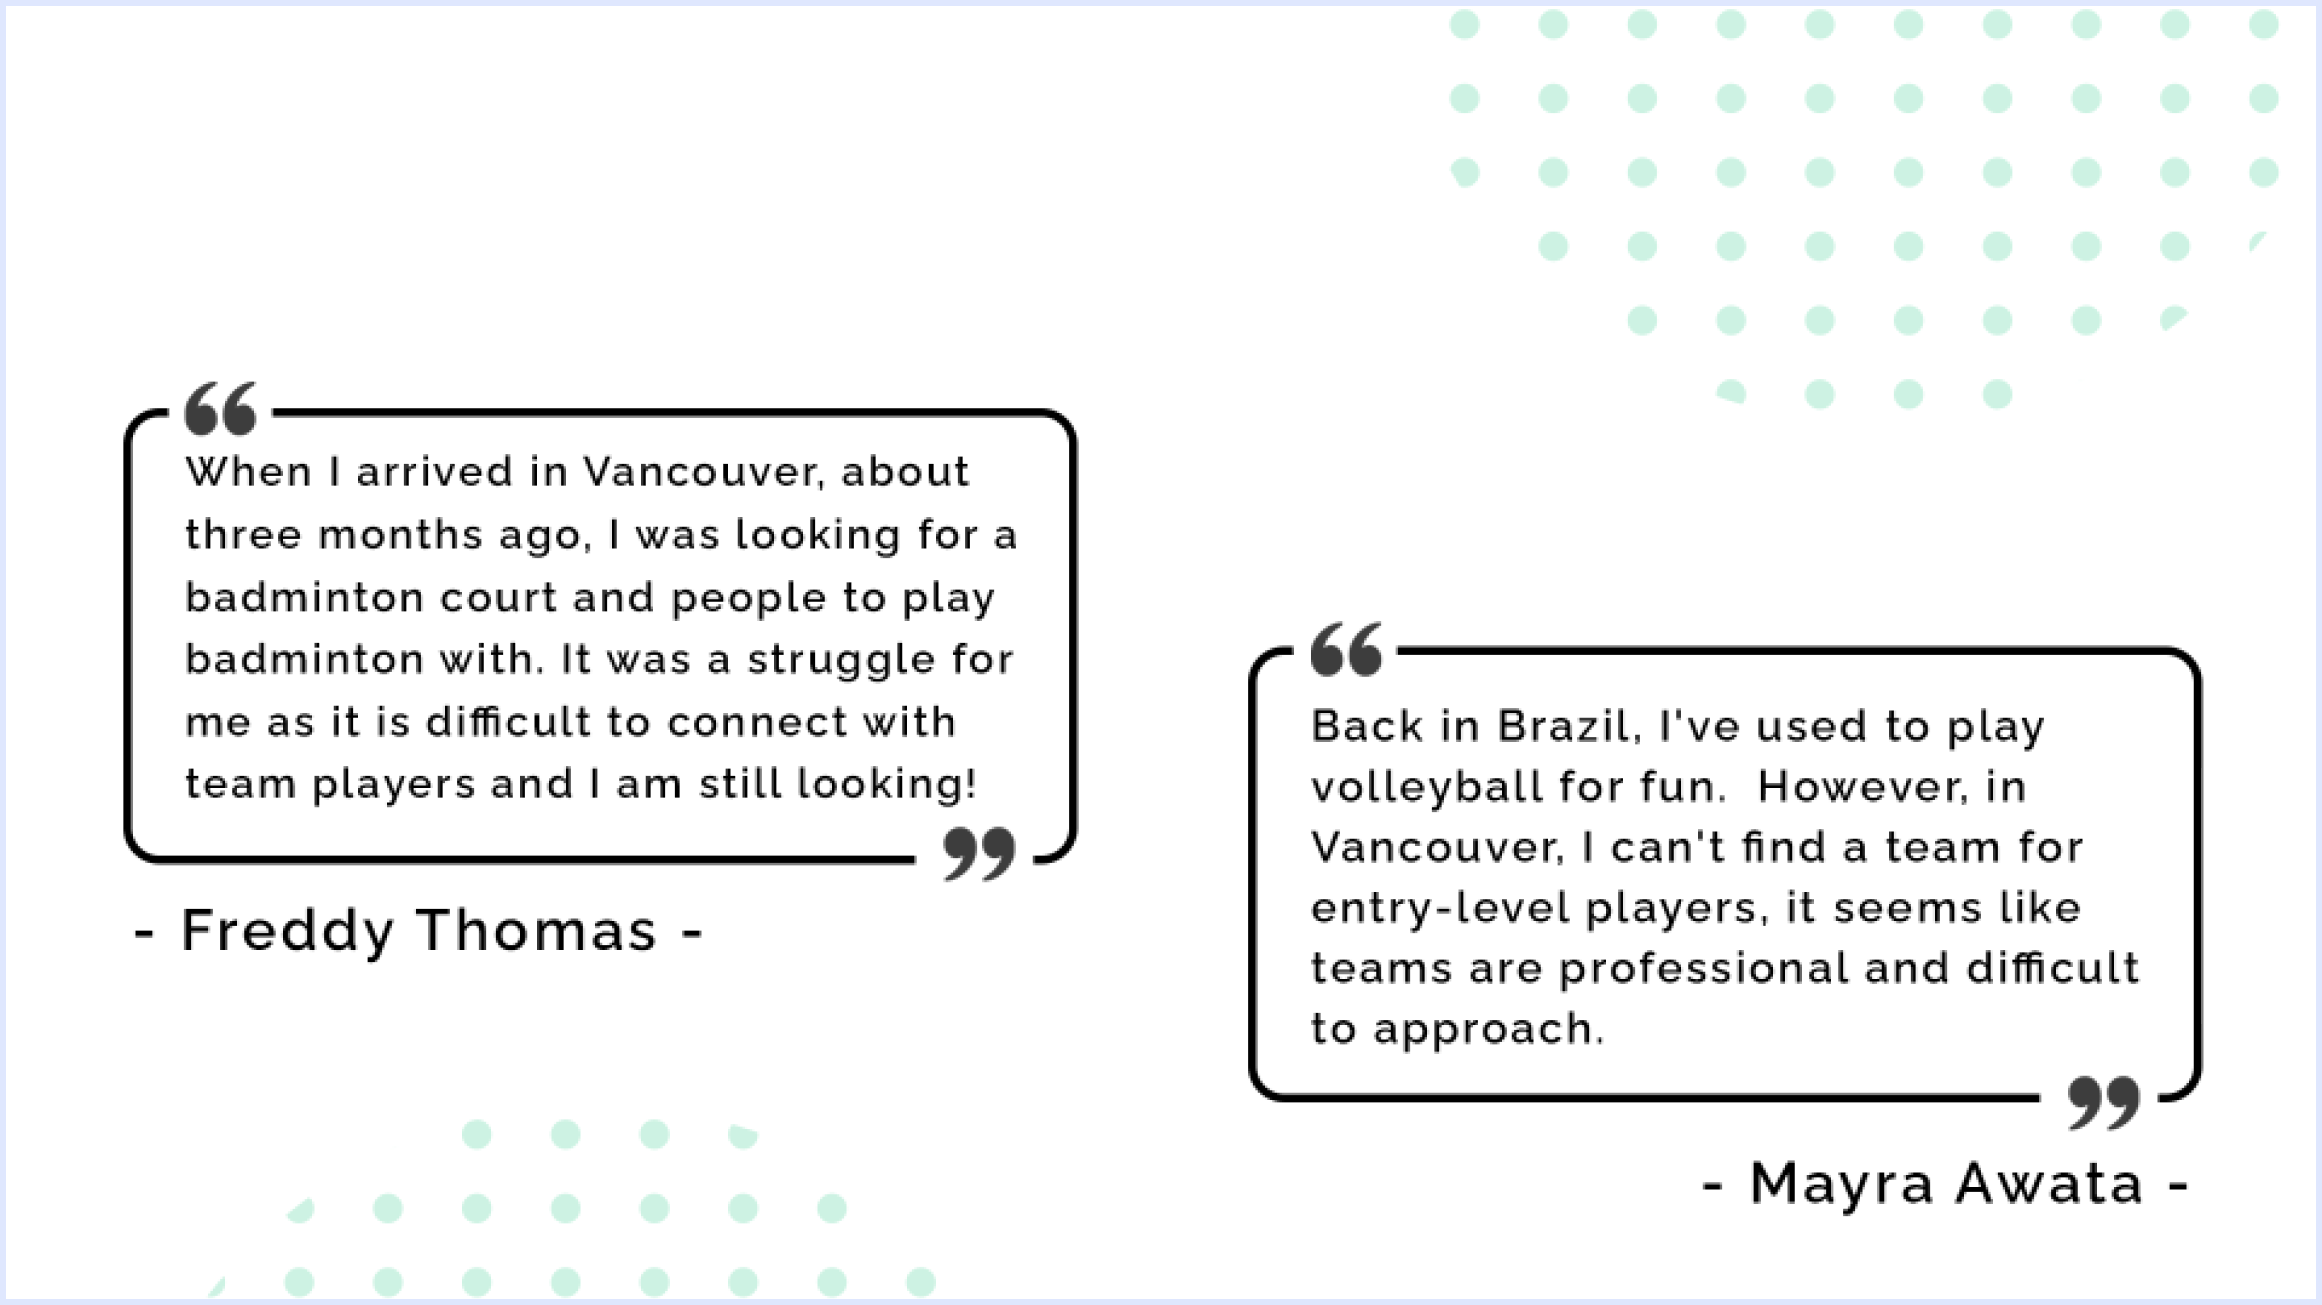 When I arrived in Vancouver, about
three months ago, I was looking for a
badminton court and people to play
badminton with. It was a struggle for
me as it is difficult to connect with
team players and I am still looking!
- Freddy Thomas -
Back in Brazil, I've used to play
volleyball for fun.  However, in
Vancouver, I can't find a team for
entry-level players, it seems like
teams are professional and difficult
to approach.
- Mayra Awata -